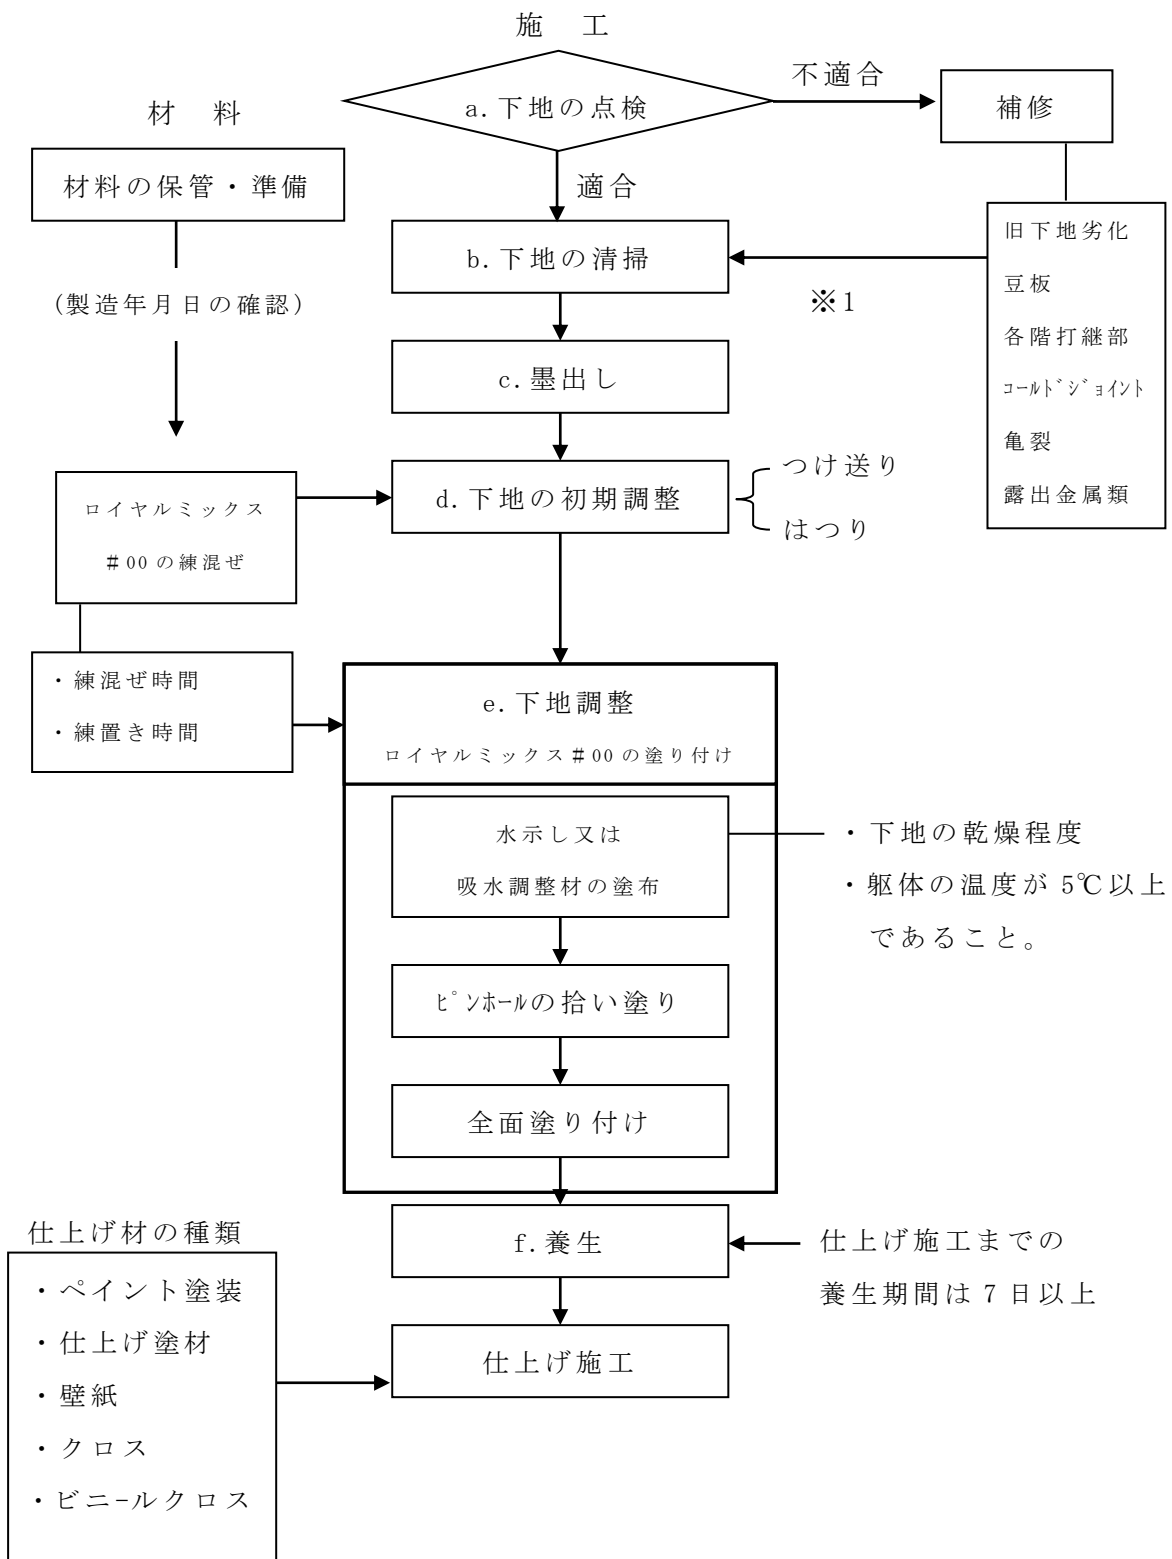 施　工
a.下地の点検
不適合
補修
材　料
材料の保管・準備
適合
b.下地の清掃
※1
旧下地劣化
豆板
各階打継部
ｺｰﾙﾄﾞｼﾞｮｲﾝﾄ
亀裂
露出金属類
(製造年月日の確認)
c.墨出し
d.下地の初期調整
つけ送り
はつり
ロイヤルミックス
＃00の練混ぜ
・練混ぜ時間
・練置き時間
e.下地調整
ロイヤルミックス＃00の塗り付け
水示し又は
吸水調整材の塗布
・下地の乾燥程度
・躯体の温度が 5℃以上
であること。
ﾋﾟﾝﾎｰﾙの拾い塗り
全面塗り付け
f.養生
仕上げ施工までの
養生期間は 7 日以上
仕上げ施工
仕上げ材の種類
・ペイント塗装
・仕上げ塗材
・壁紙
・クロス
・ビニ-ルクロス